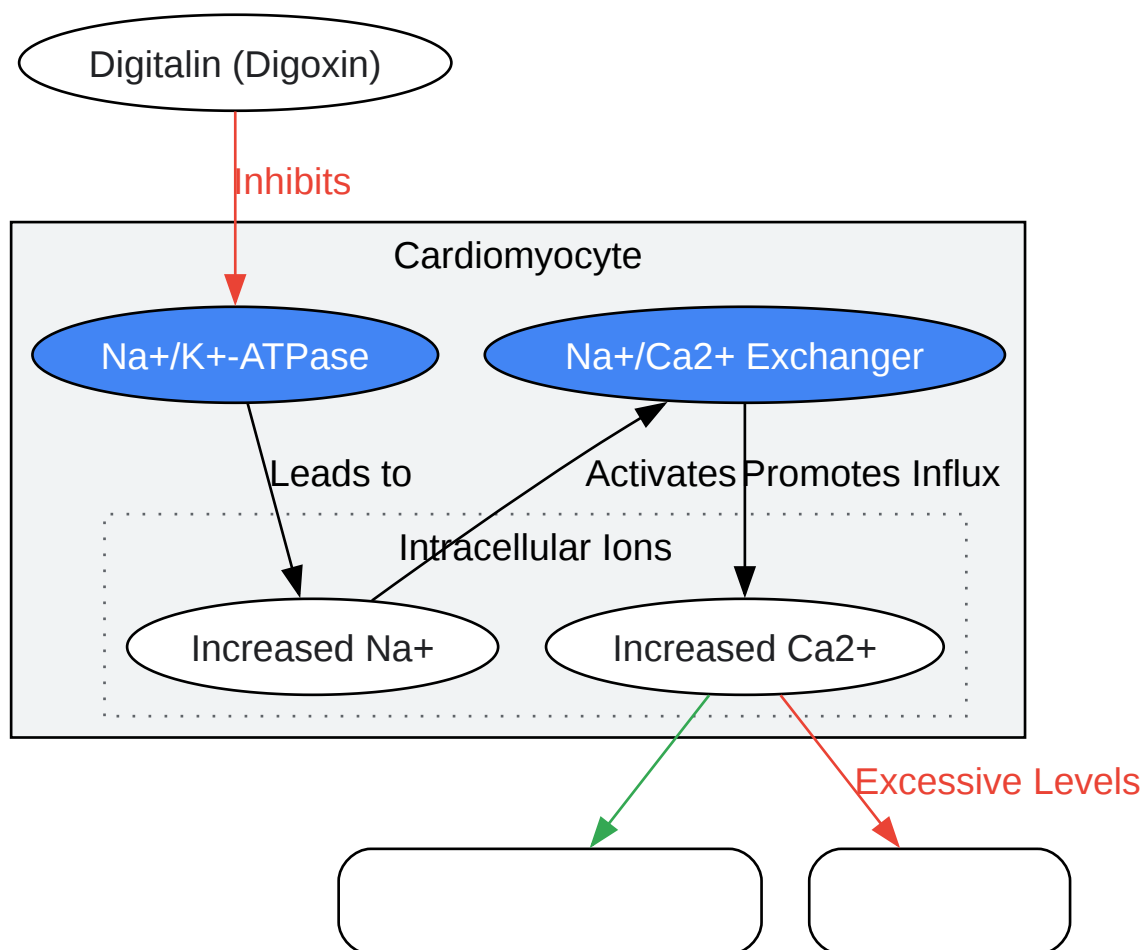 Digitalin (Digoxin)
Inhibits
Cardiomyocyte
Na+/K+-ATPase
Na+/Ca2+ Exchanger
Leads to
Activates
Promotes Influx
Intracellular Ions
Increased Na+
Increased Ca2+
Excessive Levels